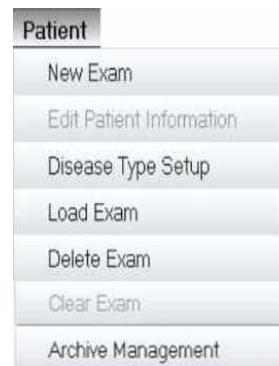 Patient
New Exam
Edit Patient Information
Disease Type Setup
Load Exam
Delete Exam
Clear Exam
Archive Management